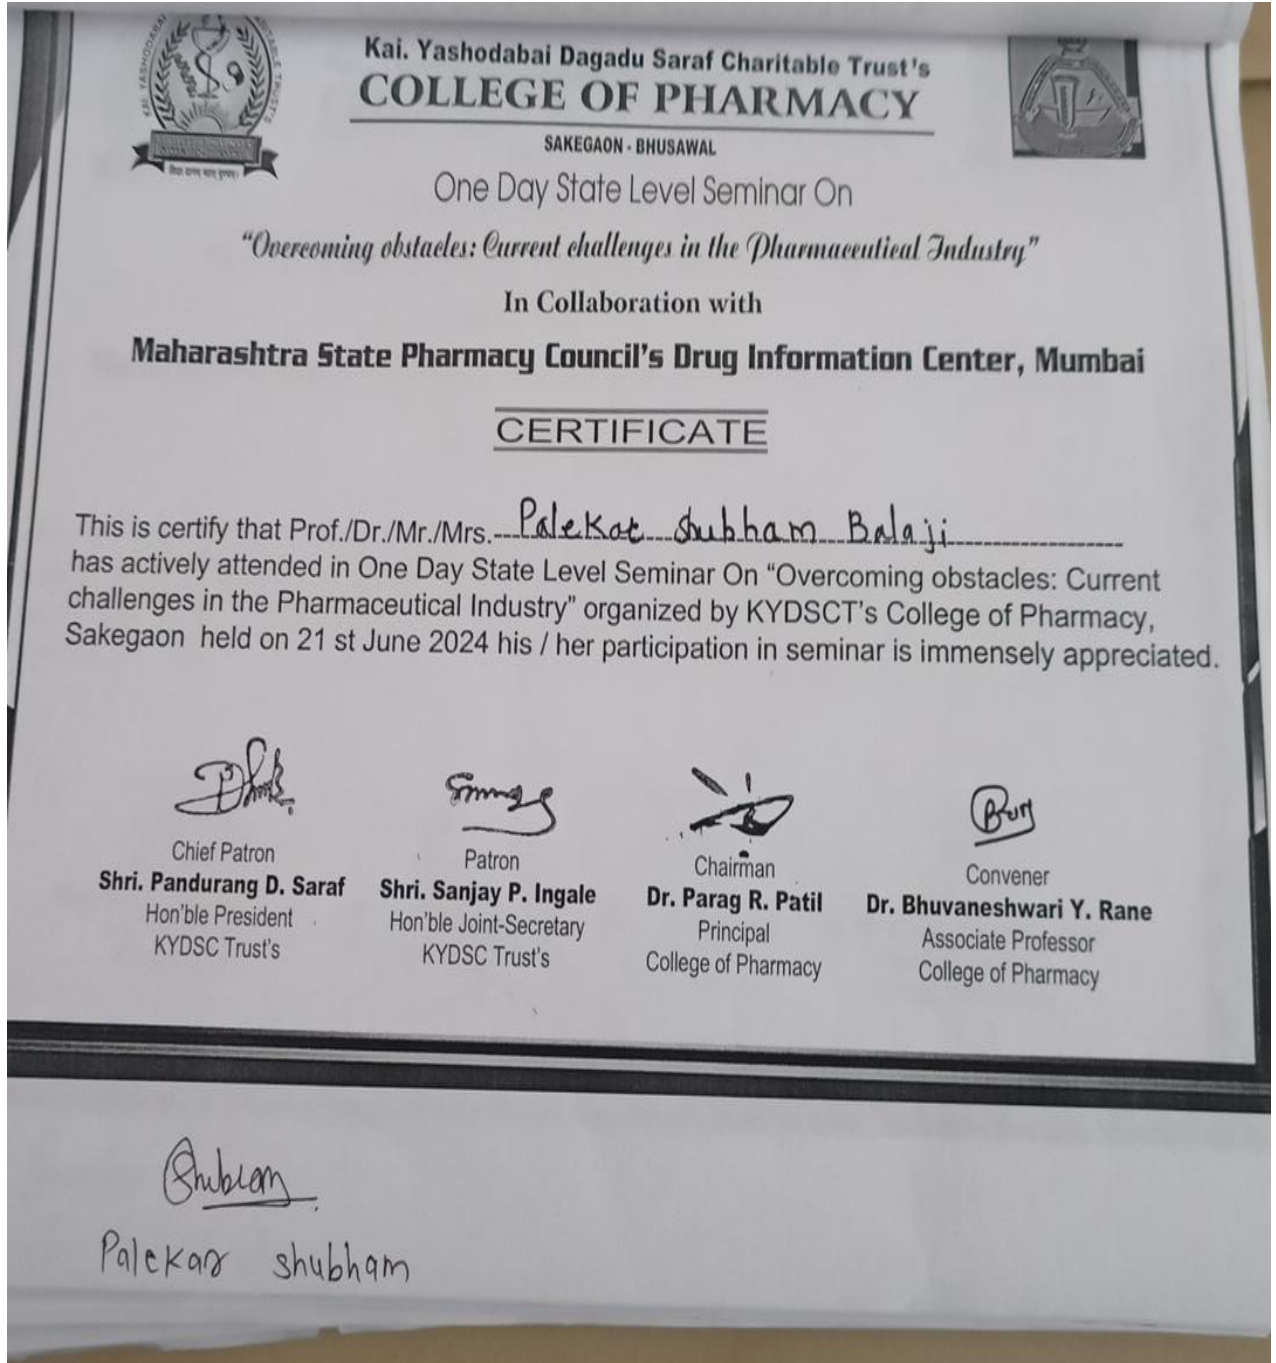 KAI. YASHODABAI
TABLE TRUST'S
Kai. Yashodabai Dagadu Saraf Charitable Trust's
COLLEGE OF PHARMACY
SAKEGAON - BHUSAWAL
One Day State Level Seminar On
“Overcoming obstacles: Current challenges in the Pharmaceutical Industry”
In Collaboration with
Maharashtra State Pharmacy Council's Drug Information Center, Mumbai
CERTIFICATE
This is certify that Prof./Dr./Mr./Mrs. Palekar Shubham Balaji
has actively attended in One Day State Level Seminar On “Overcoming obstacles: Current
challenges in the Pharmaceutical Industry” organized by KYDSCT's College of Pharmacy,
Sakegaon held on 21 st June 2024 his / her participation in seminar is immensely appreciated.
Chief Patron
Shri. Pandurang D. Saraf
Hon'ble President
KYDSC Trust's
Patron
Shri. Sanjay P. Ingale
Hon'ble Joint-Secretary
KYDSC Trust's
Chairman
Dr. Parag R. Patil
Principal
College of Pharmacy
Convener
Dr. Bhuvaneshwari Y. Rane
Associate Professor
College of Pharmacy
Shubham
Palekar shubham